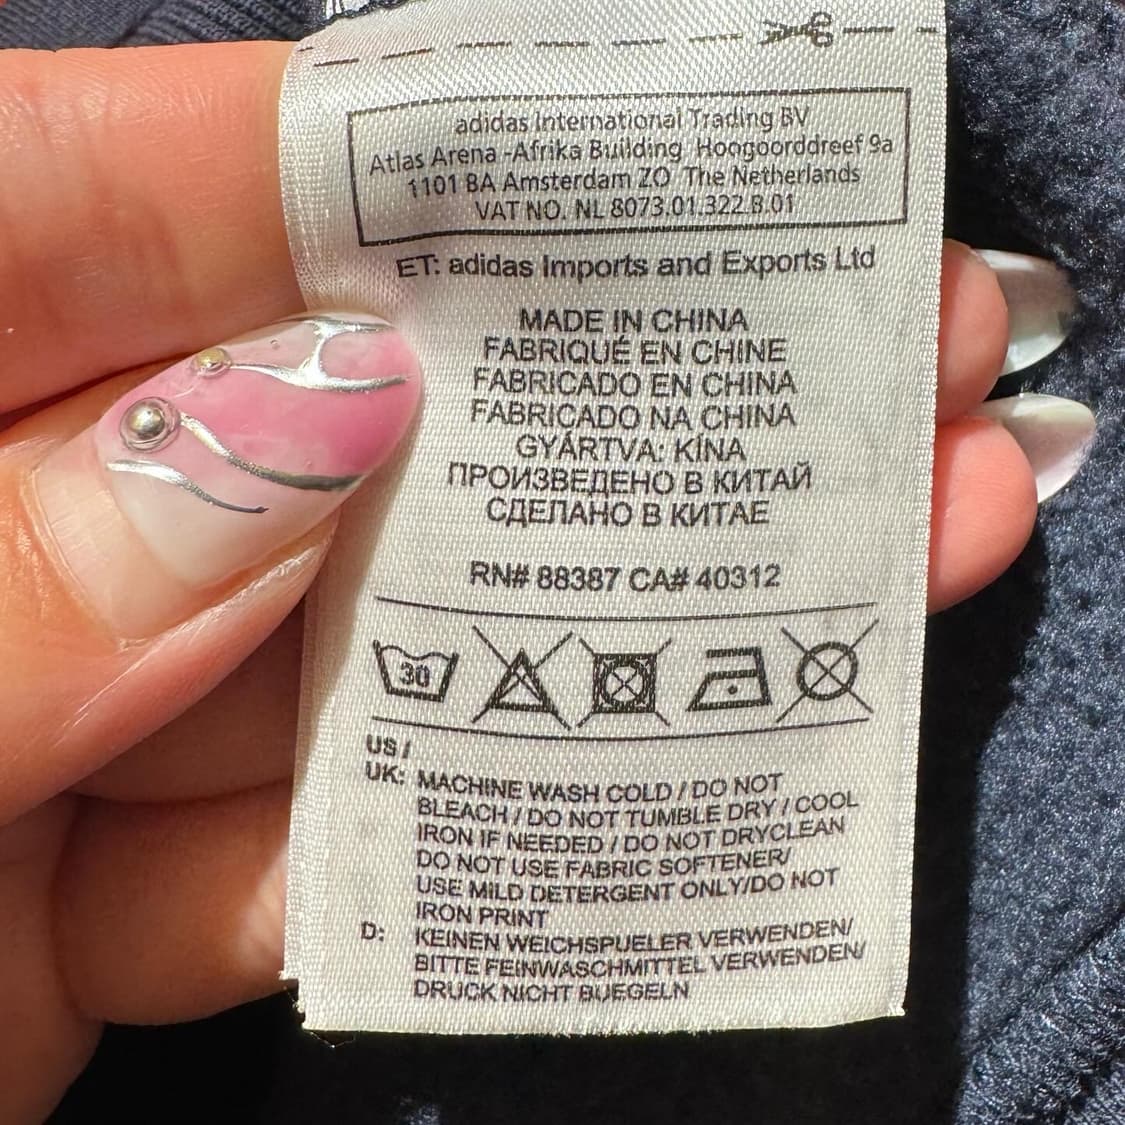 adidas International Trading BV
Atlas Arena -Afrika Building Hoogoorddreef 9a
1101 BA Amsterdam ZO The Netherlands
VAT NO. NL 8073.01.322.B.01
ET: adidas Imports and Exports Ltd
MADE IN CHINA
FABRIQUÉ EN CHINE
FABRICADO EN CHINA
FABRICADO NA CHINA
GYÁRTVA: KÍNA
ПРОИЗВЕДЕНО В КИТАЙ
СДЕЛАНО В КИТАЕ
RN# 88387 CA# 40312
30
US /
UK: MACHINE WASH COLD / DO NOT
BLEACH / DO NOT TUMBLE DRY / COOL
IRON IF NEEDED / DO NOT DRYCLEAN
DO NOT USE FABRIC SOFTENER/
USE MILD DETERGENT ONLY/DO NOT
IRON PRINT
D: KEINEN WEICHSPUELER VERWENDEN/
BITTE FEINWASCHMITTEL VERWENDEN/
DRUCK NICHT BUEGELN